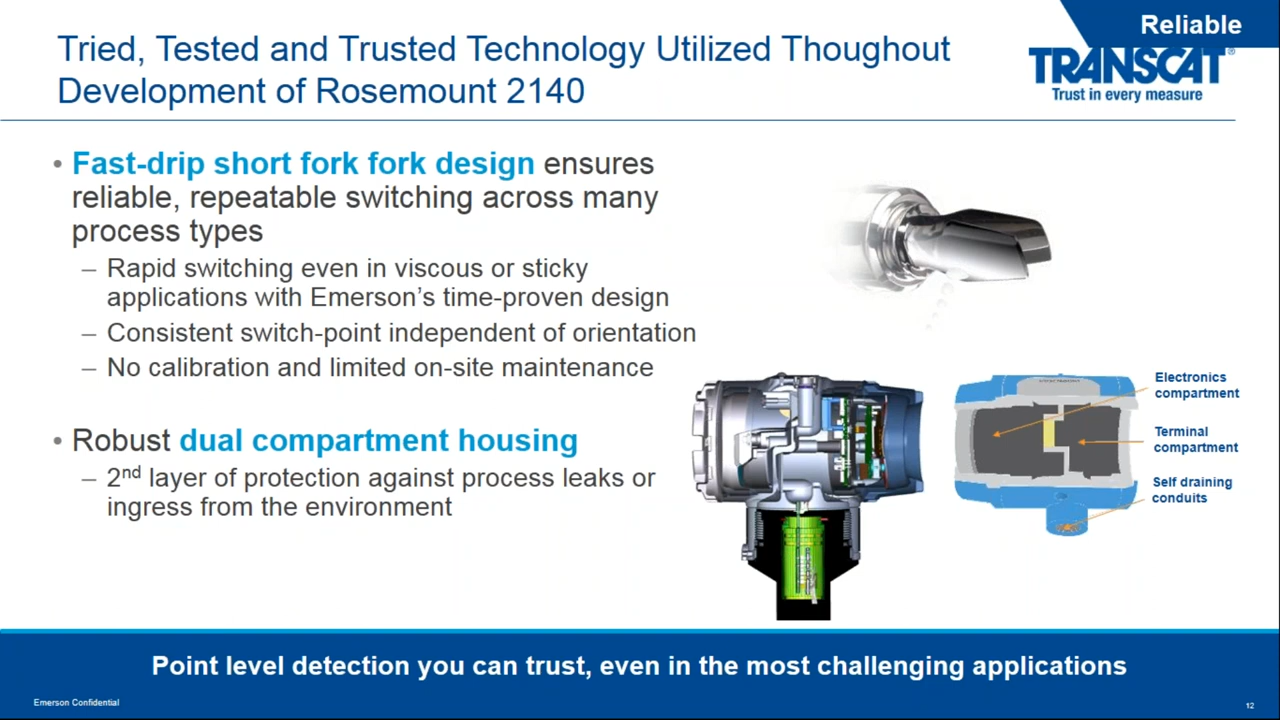 Reliable
Tried, Tested and Trusted Technology Utilized Thoughout
Development of Rosemount 2140
TRANSCAT®
Trust in every measure
• Fast-drip short fork fork design ensures
reliable, repeatable switching across many
process types
– Rapid switching even in viscous or sticky
applications with Emerson’s time-proven design
– Consistent switch-point independent of orientation
– No calibration and limited on-site maintenance
• Robust dual compartment housing
– 2nd layer of protection against process leaks or
ingress from the environment
Electronics
compartment
Terminal
compartment
Self draining
conduits
Point level detection you can trust, even in the most challenging applications
Emerson Confidential
12